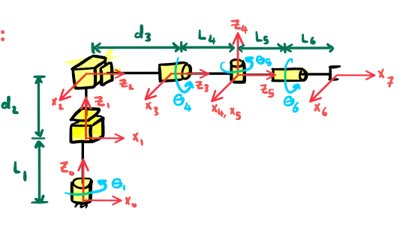 :
d₃ L₄ L₅ L₆
Z₄
θ₅
Z₂ Z₃ Z₅ X₇
X₂ X₃ θ₄ X₄, X₅ θ₆ X₆
d₂ Z₁
X₁
L₁ Z₀ θ₁
X₀